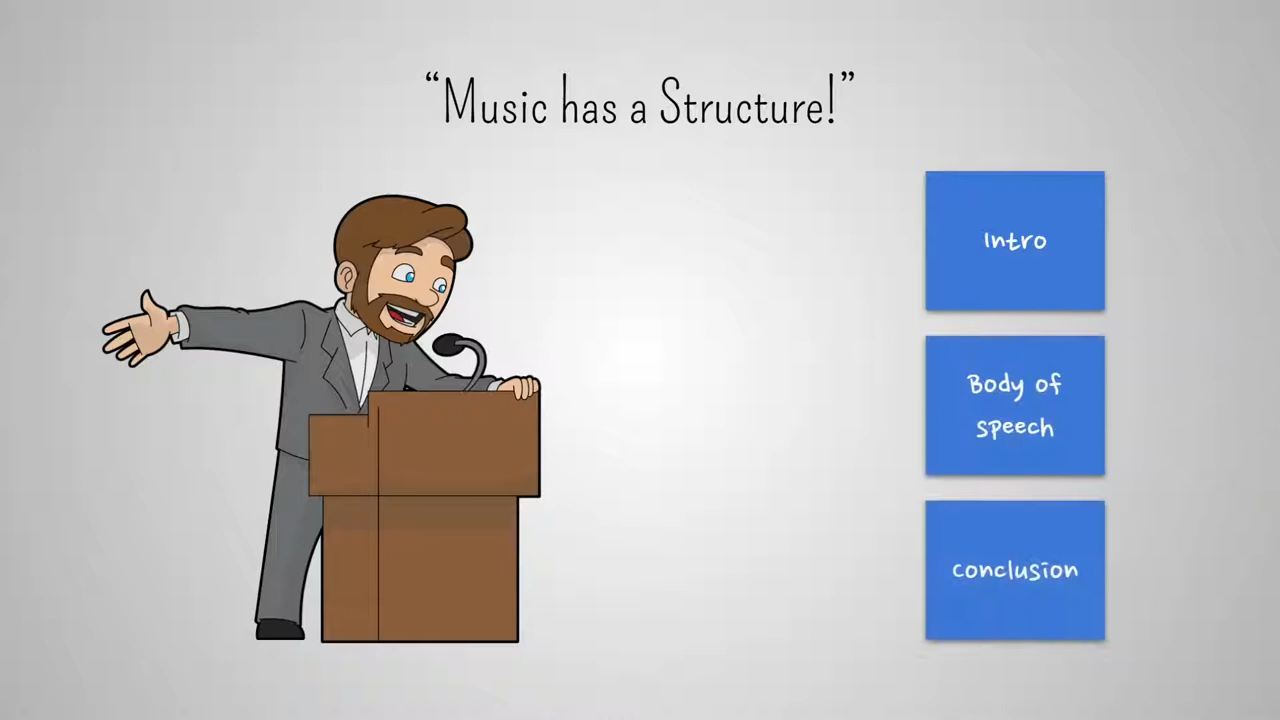 “Music has a Structure!”
Intro
Body of
speech
conclusion